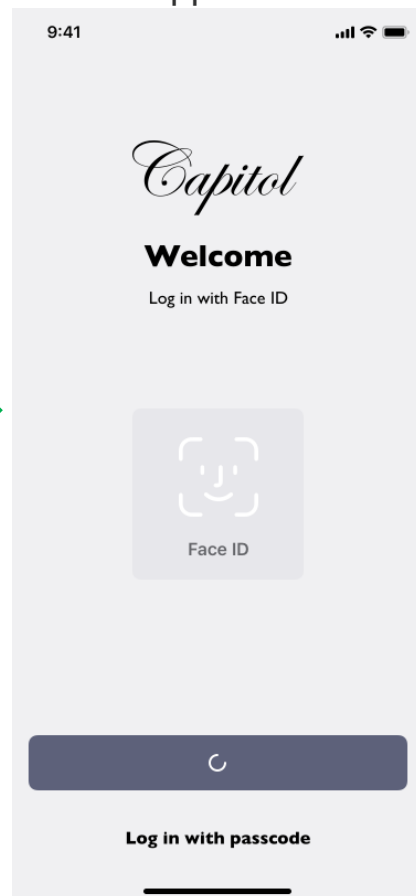 9:41
Capitol
Welcome
Log in with Face ID
Face ID
Log in with passcode